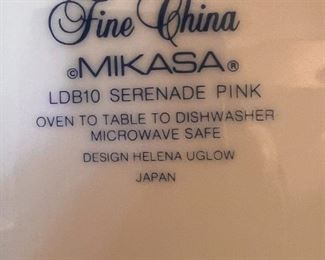 Fine China
©MIKASA®
LDB10 SERENADE PINK
OVEN TO TABLE TO DISHWASHER
MICROWAVE SAFE
DESIGN HELENA UGLOW
JAPAN